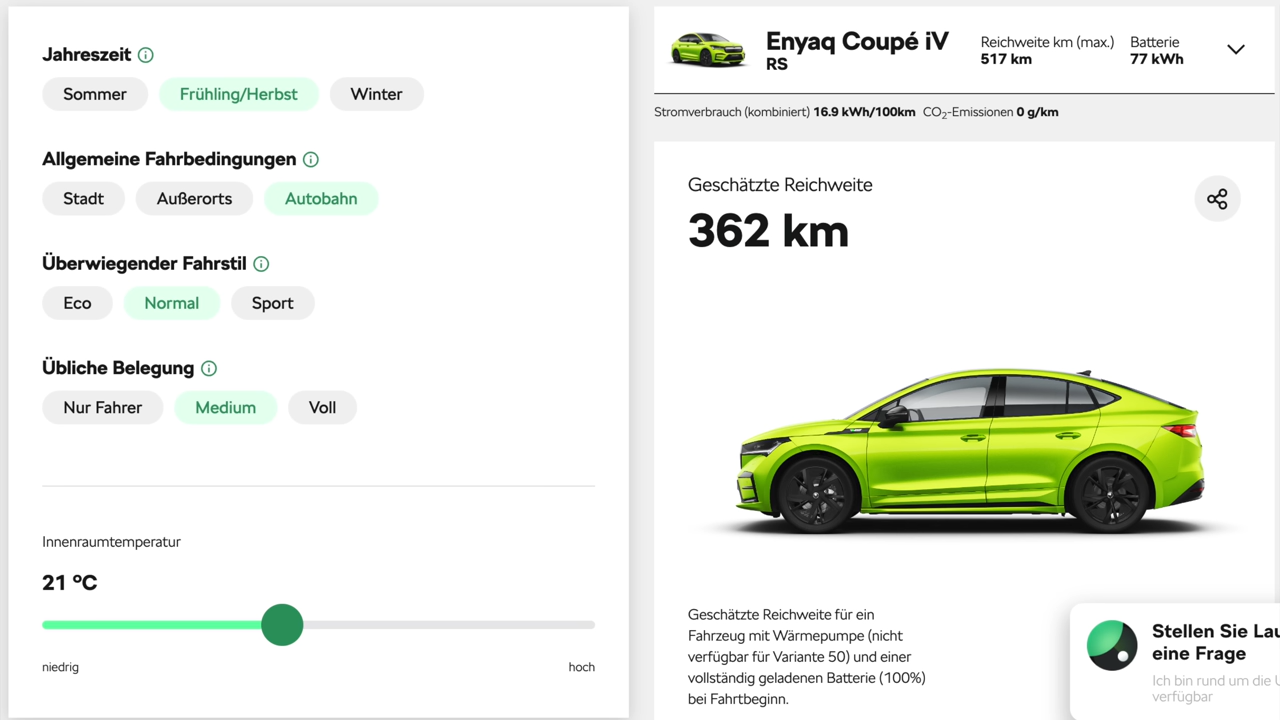 Jahreszeit
Sommer
Frühling/Herbst
Winter
Allgemeine Fahrbedingungen
Stadt
Außerorts
Autobahn
Überwiegender Fahrstil
Eco
Normal
Sport
Übliche Belegung
Nur Fahrer
Medium
Voll
Innenraumtemperatur
21 °C
niedrig
hoch
Enyaq Coupé iV
RS
Reichweite km (max.)
517 km
Batterie
77 kWh
Stromverbrauch (kombiniert) 16.9 kWh/100km CO₂-Emissionen 0 g/km
Geschätzte Reichweite
362 km
Geschätzte Reichweite für ein
Fahrzeug mit Wärmepumpe (nicht
verfügbar für Variante 50) und einer
vollständig geladenen Batterie (100%)
bei Fahrtbeginn.
Stellen Sie Lau
eine Frage
Ich bin rund um die U
verfügbar